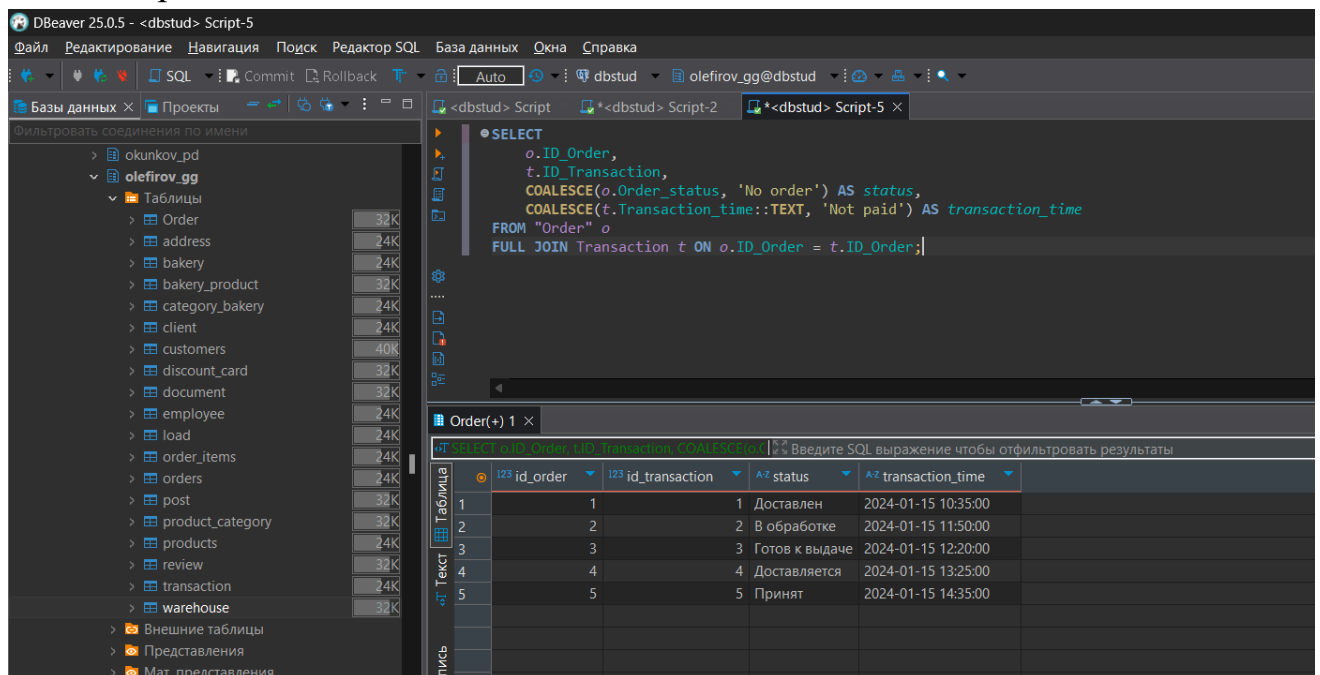 DBeaver 25.0.5 - <dbstud> Script-5
Файл Редактирование Навигация Поиск Редактор SQL База данных Окна Справка
SQL Commit Rollback Auto dbstud olefirov_gg@dbstud
Базы данных Проекты
Фильтровать соединения по имени
okunkov_pd
olefirov_gg
Таблицы
Order 32K
address 24K
bakery 24K
bakery_product 32K
category_bakery 24K
client 24K
customers 40K
discount_card 32K
document 32K
employee 24K
load 24K
order_items 24K
orders 24K
post 32K
product_category 32K
products 24K
review 32K
transaction 24K
warehouse 32K
Внешние таблицы
Представления
Мат. представления
<dbstud> Script *<dbstud> Script-2 *<dbstud> Script-5
SELECT
o.ID_Order,
t.ID_Transaction,
COALESCE(o.Order_status, 'No order') AS status,
COALESCE(t.Transaction_time::TEXT, 'Not paid') AS transaction_time
FROM "Order" o
FULL JOIN Transaction t ON o.ID_Order = t.ID_Order;
Order(+) 1
SELECT o.ID_Order, t.ID_Transaction, COALESCE(o.O Введите SQL выражение чтобы отфильтровать результаты
Таблица
Текст
123 id_order 123 id_transaction A-Z status A-Z transaction_time
1 1 1 Доставлен 2024-01-15 10:35:00
2 2 2 В обработке 2024-01-15 11:50:00
3 3 3 Готов к выдаче 2024-01-15 12:20:00
4 4 4 Доставляется 2024-01-15 13:25:00
5 5 5 Принят 2024-01-15 14:35:00